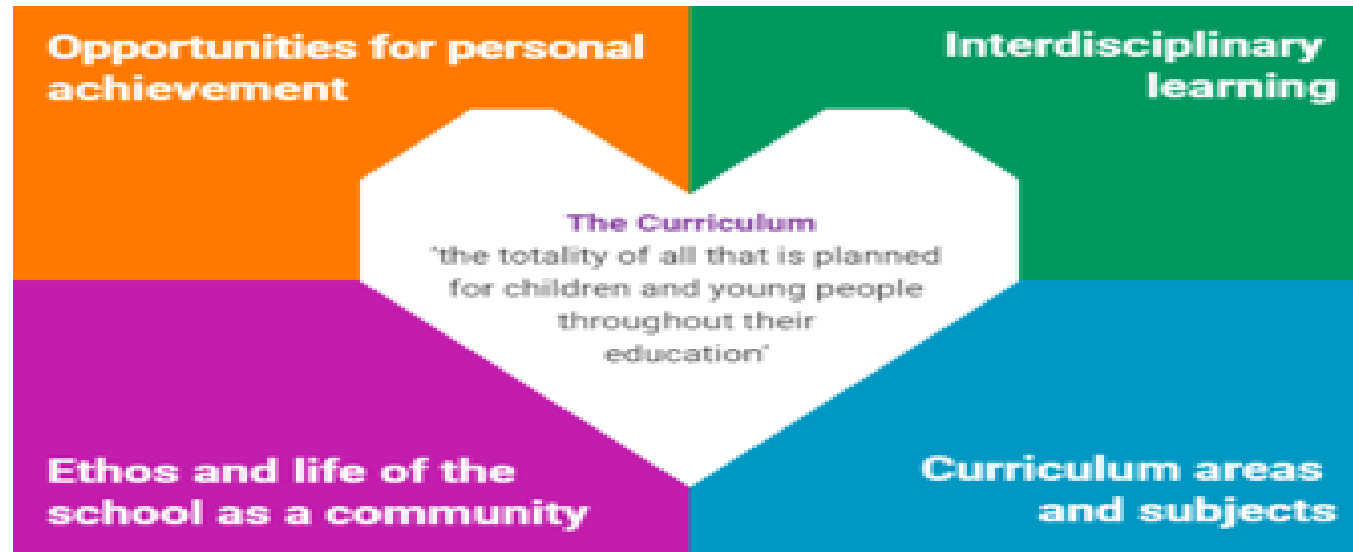 Opportunities for personal
achievement
Interdisciplinary
learning
The Curriculum
'the totality of all that is planned
for children and young people
throughout their
education'
Ethos and life of the
school as a community
Curriculum areas
and subjects